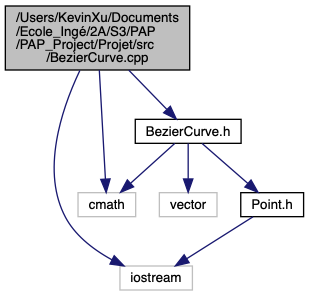 /Users/KevinXu/Documents
/Ecole_Ingé/2A/S3/PAP
/PAP_Project/Projet/src
/BezierCurve.cpp
BezierCurve.h
cmath
vector
Point.h
iostream